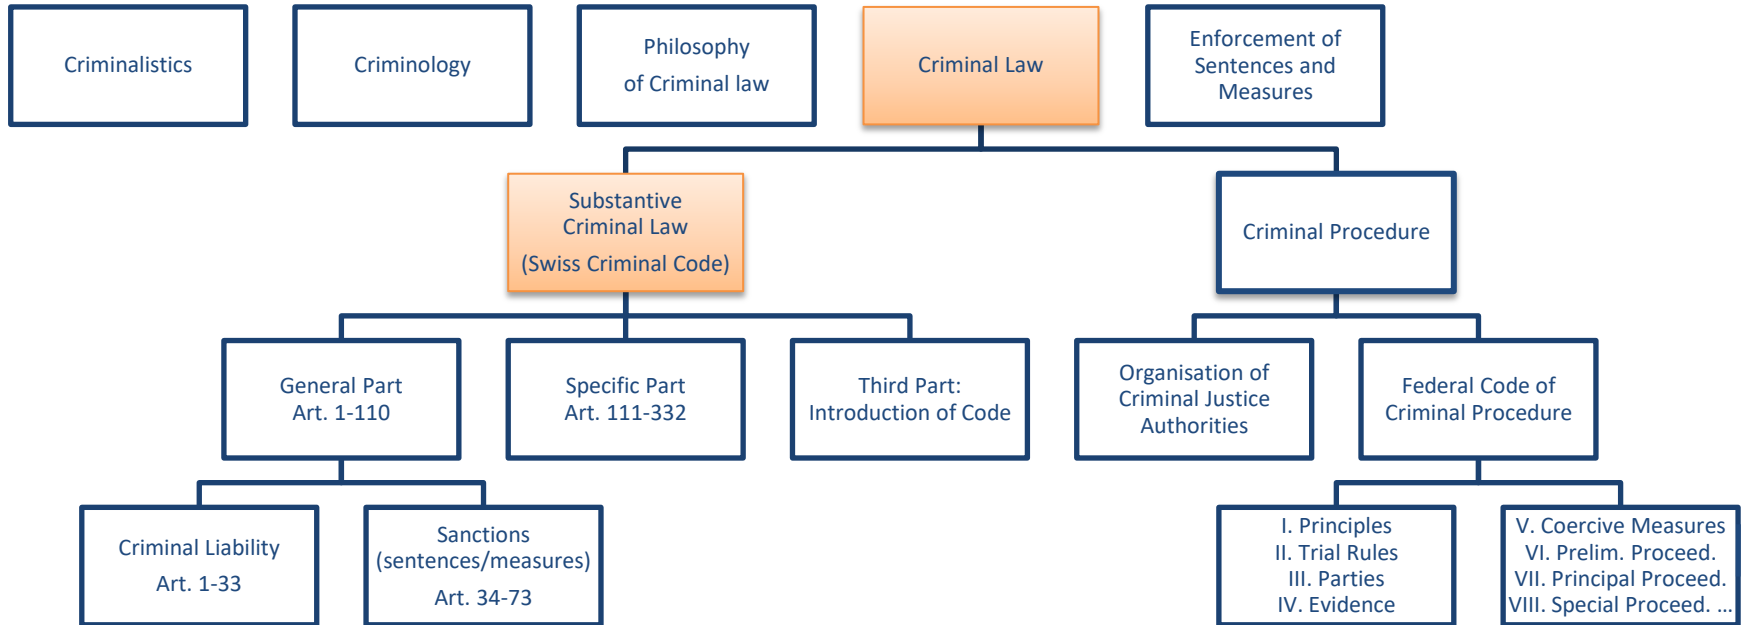 Criminalistics
Criminology
Philosophy
of Criminal law
Criminal Law
Enforcement of
Sentences and
Measures
Substantive
Criminal Law
(Swiss Criminal Code)
Criminal Procedure
General Part
Art. 1-110
Specific Part
Art. 111-332
Third Part:
Introduction of Code
Organisation of
Criminal Justice
Authorities
Federal Code of
Criminal Procedure
Criminal Liability
Art. 1-33
Sanctions
(sentences/measures)
Art. 34-73
I. Principles
II. Trial Rules
III. Parties
IV. Evidence
V. Coercive Measures
VI. Prelim. Proceed.
VII. Principal Proceed.
VIII. Special Proceed. ...